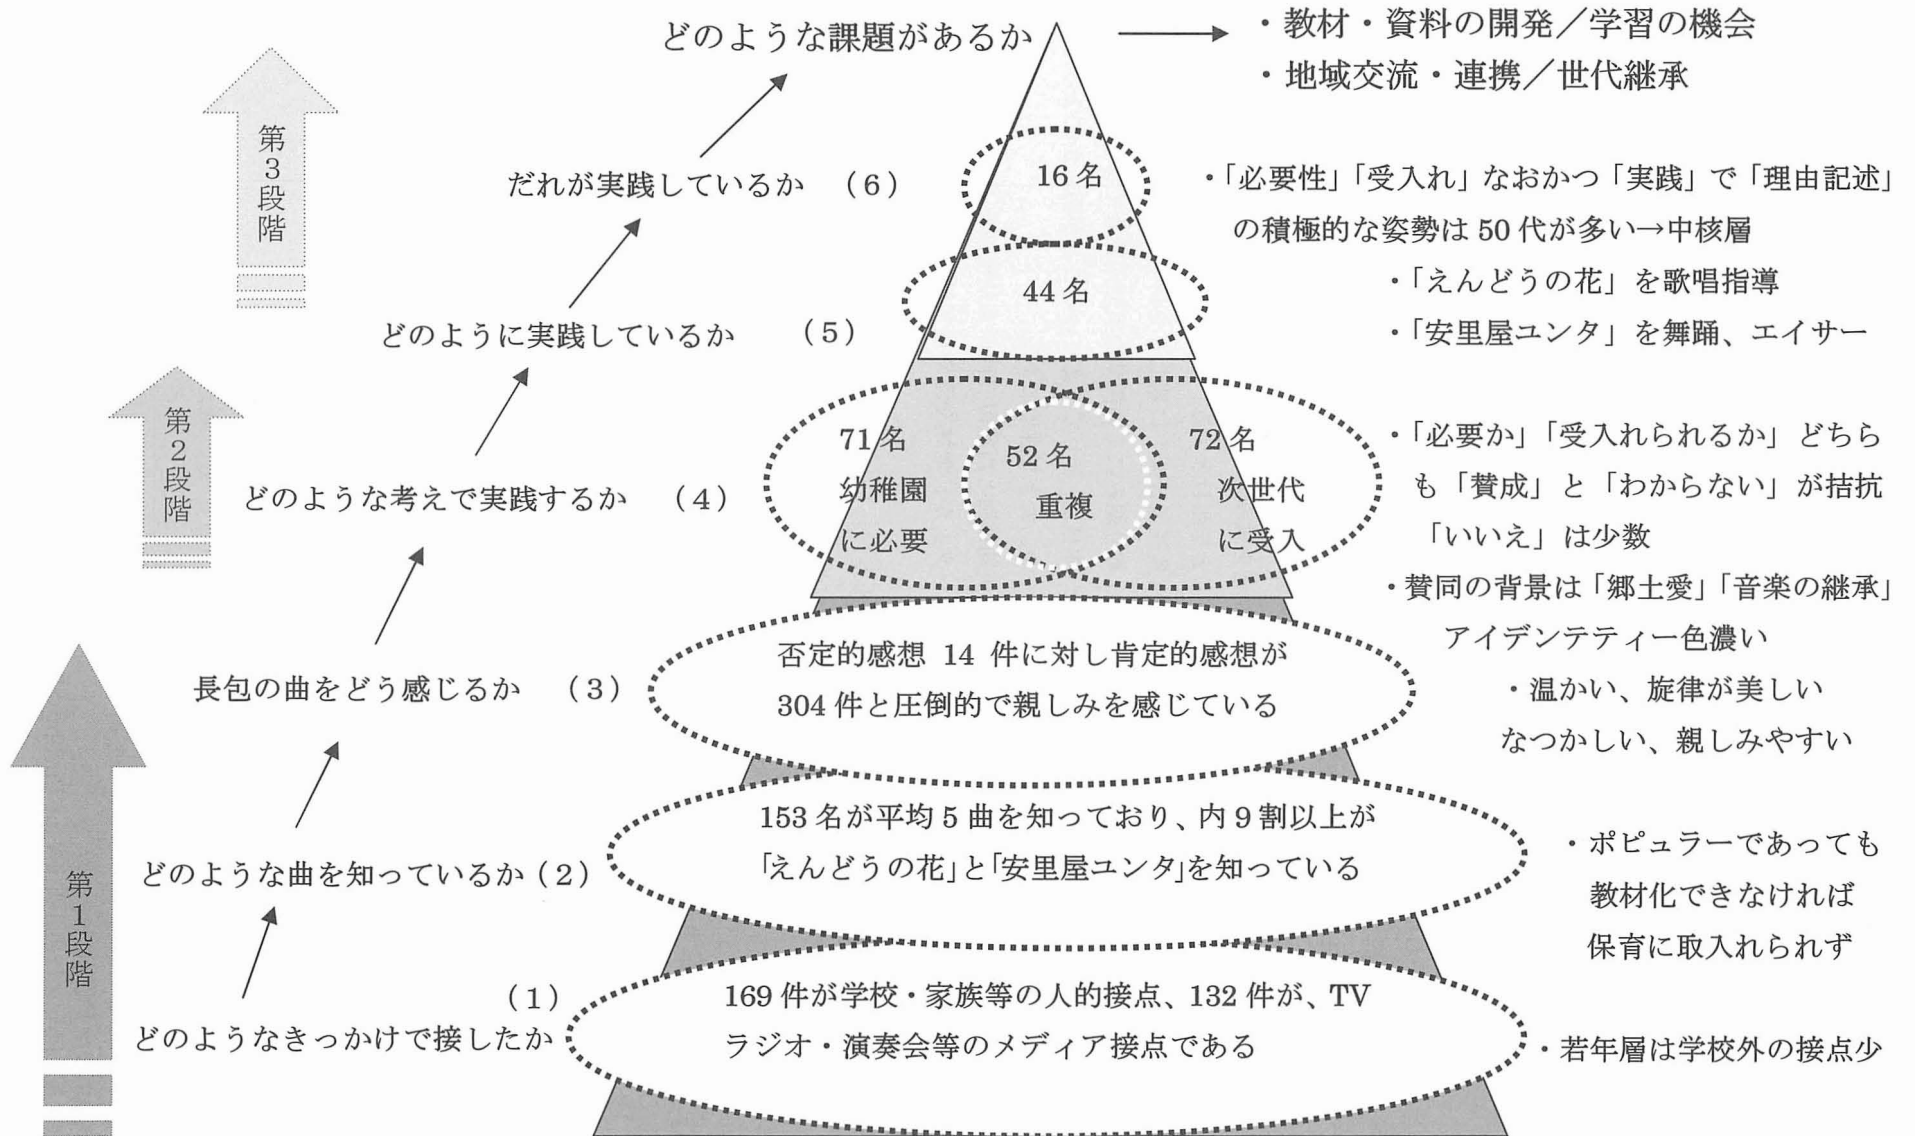 どのような課題があるか
・教材・資料の開発／学習の機会
・地域交流・連携／世代継承
第3段階
だれが実践しているか （6）
16名
・「必要性」「受入れ」なおかつ「実践」で「理由記述」
の積極的な姿勢は 50 代が多い→中核層
どのように実践しているか （5）
44名
・「えんどうの花」を歌唱指導
・「安里屋ユンタ」を舞踊、エイサー
第2段階
どのような考えで実践するか （4）
71名
幼稚園
に必要
52名
重複
72名
次世代
に受入
・「必要か」「受入れられるか」どちら
も「賛成」と「わからない」が拮抗
「いいえ」は少数
・賛同の背景は「郷土愛」「音楽の継承」
アイデンテティー色濃い
第1段階
長包の曲をどう感じるか （3）
否定的感想 14 件に対し肯定的感想が
304 件と圧倒的で親しみを感じている
・温かい、旋律が美しい
なつかしい、親しみやすい
どのような曲を知っているか（2）
153 名が平均 5 曲を知っており、内 9 割以上が
「えんどうの花」と「安里屋ユンタ」を知っている
・ポピュラーであっても
教材化できなければ
保育に取入れられず
（1）
どのようなきっかけで接したか
169 件が学校・家族等の人的接点、132 件が、TV
ラジオ・演奏会等のメディア接点である
・若年層は学校外の接点少